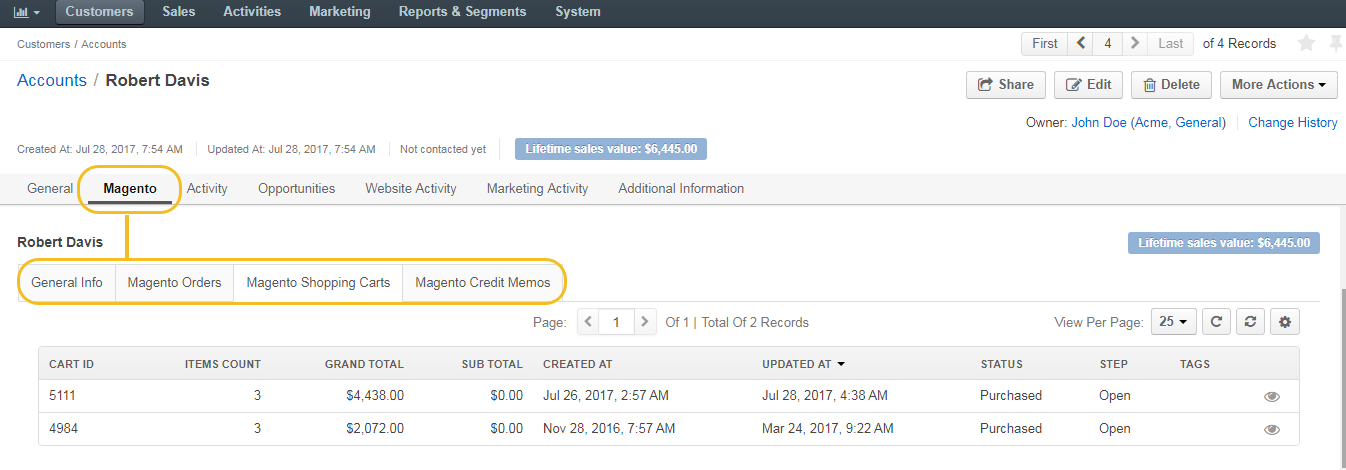 Customers Sales Activities Marketing Reports & Segments System
Customers / Accounts First 4 Last of 4 Records
Accounts / Robert Davis Share Edit Delete More Actions
Owner: John Doe (Acme, General) Change History
Created At: Jul 28, 2017, 7:54 AM Updated At: Jul 28, 2017, 7:54 AM Not contacted yet Lifetime sales value: $6,445.00
General Magento Activity Opportunities Website Activity Marketing Activity Additional Information
Robert Davis Lifetime sales value: $6,445.00
General Info Magento Orders Magento Shopping Carts Magento Credit Memos
Page: 1 Of 1 | Total Of 2 Records View Per Page: 25
CART ID ITEMS COUNT GRAND TOTAL SUB TOTAL CREATED AT UPDATED AT STATUS STEP TAGS
5111 3 $4,438.00 $0.00 Jul 26, 2017, 2:57 AM Jul 28, 2017, 4:38 AM Purchased Open
4984 3 $2,072.00 $0.00 Nov 28, 2016, 7:57 AM Mar 24, 2017, 9:22 AM Purchased Open